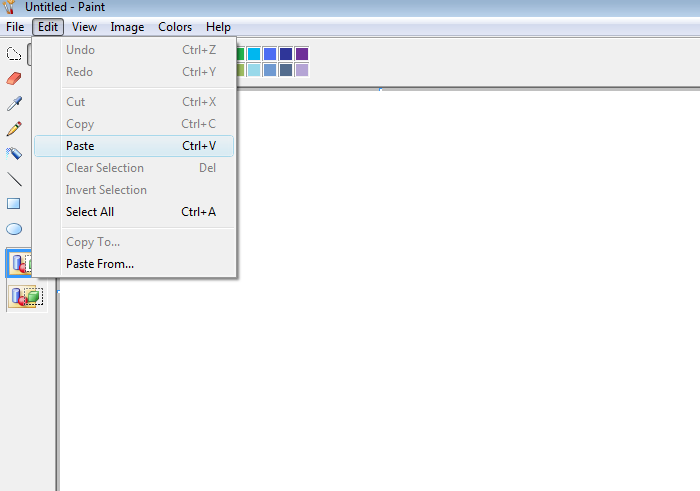 Untitled - Paint
File Edit View Image Colors Help
Undo Ctrl+Z
Redo Ctrl+Y
Cut Ctrl+X
Copy Ctrl+C
Paste Ctrl+V
Clear Selection Del
Invert Selection
Select All Ctrl+A
Copy To...
Paste From...